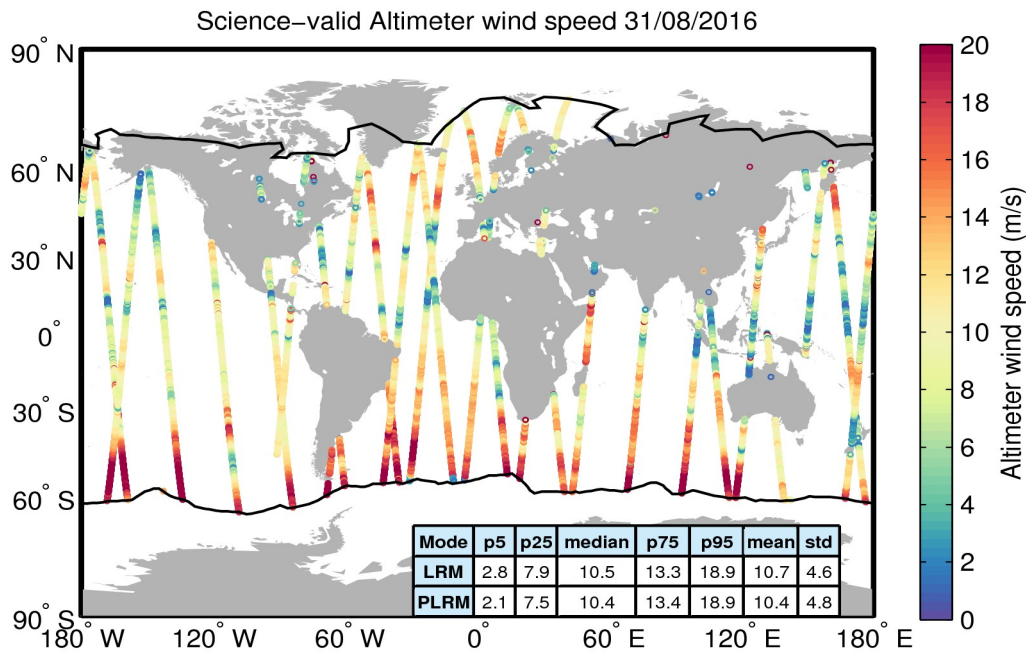 Science−valid Altimeter wind speed 31/08/2016
90° N
60° N
30° N
0°
30° S
60° S
90° S
180° W
120° W
60° W
0°
60° E
120° E
180° E
Mode p5 p25 median p75 p95 mean std
LRM 2.8 7.9 10.5 13.3 18.9 10.7 4.6
PLRM 2.1 7.5 10.4 13.4 18.9 10.4 4.8
20
18
16
14
12
10
8
6
4
2
0
Altimeter wind speed (m/s)